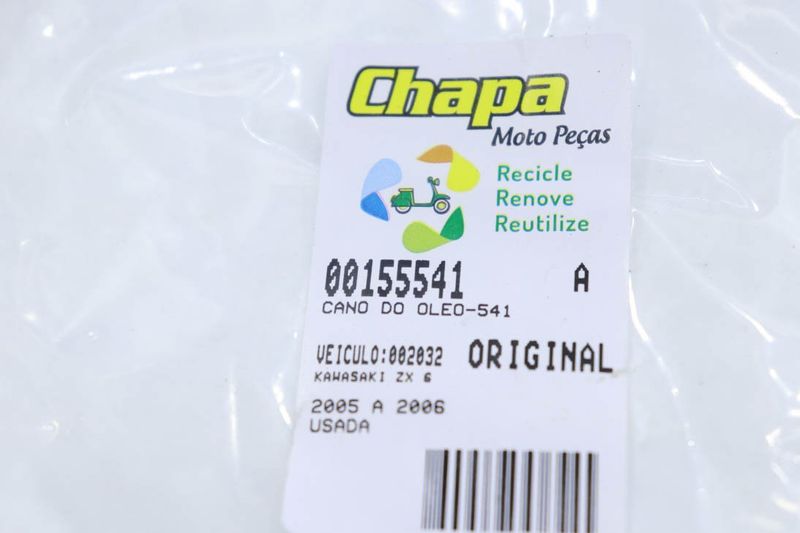 Chapa
Moto Peças
Recicle
Renove
Reutilize
00155541 A
CANO DO OLEO-541
VEICULO:002032 ORIGINAL
KAWASAKI ZX 6
2005 A 2006
USADA